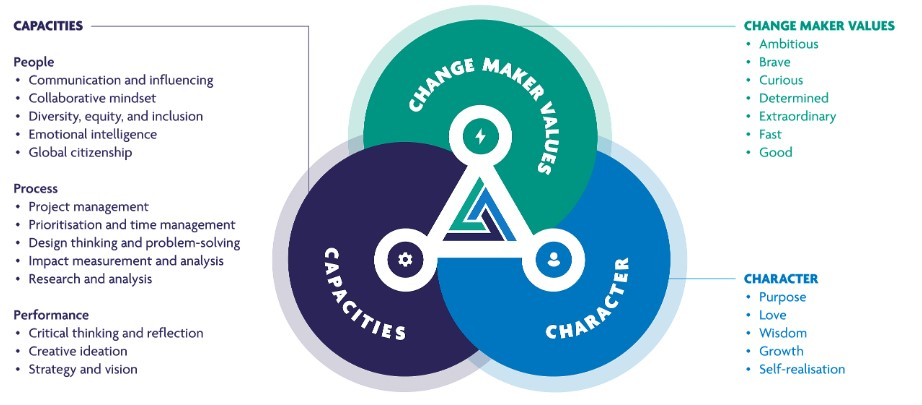 CAPACITIES
People
• Communication and influencing
• Collaborative mindset
• Diversity, equity, and inclusion
• Emotional intelligence
• Global citizenship
Process
• Project management
• Prioritisation and time management
• Design thinking and problem-solving
• Impact measurement and analysis
• Research and analysis
Performance
• Critical thinking and reflection
• Creative ideation
• Strategy and vision
CHANGE MAKER VALUES
CAPACITIES
CHARACTER
CHANGE MAKER VALUES
• Ambitious
• Brave
• Curious
• Determined
• Extraordinary
• Fast
• Good
CHARACTER
• Purpose
• Love
• Wisdom
• Growth
• Self-realisation